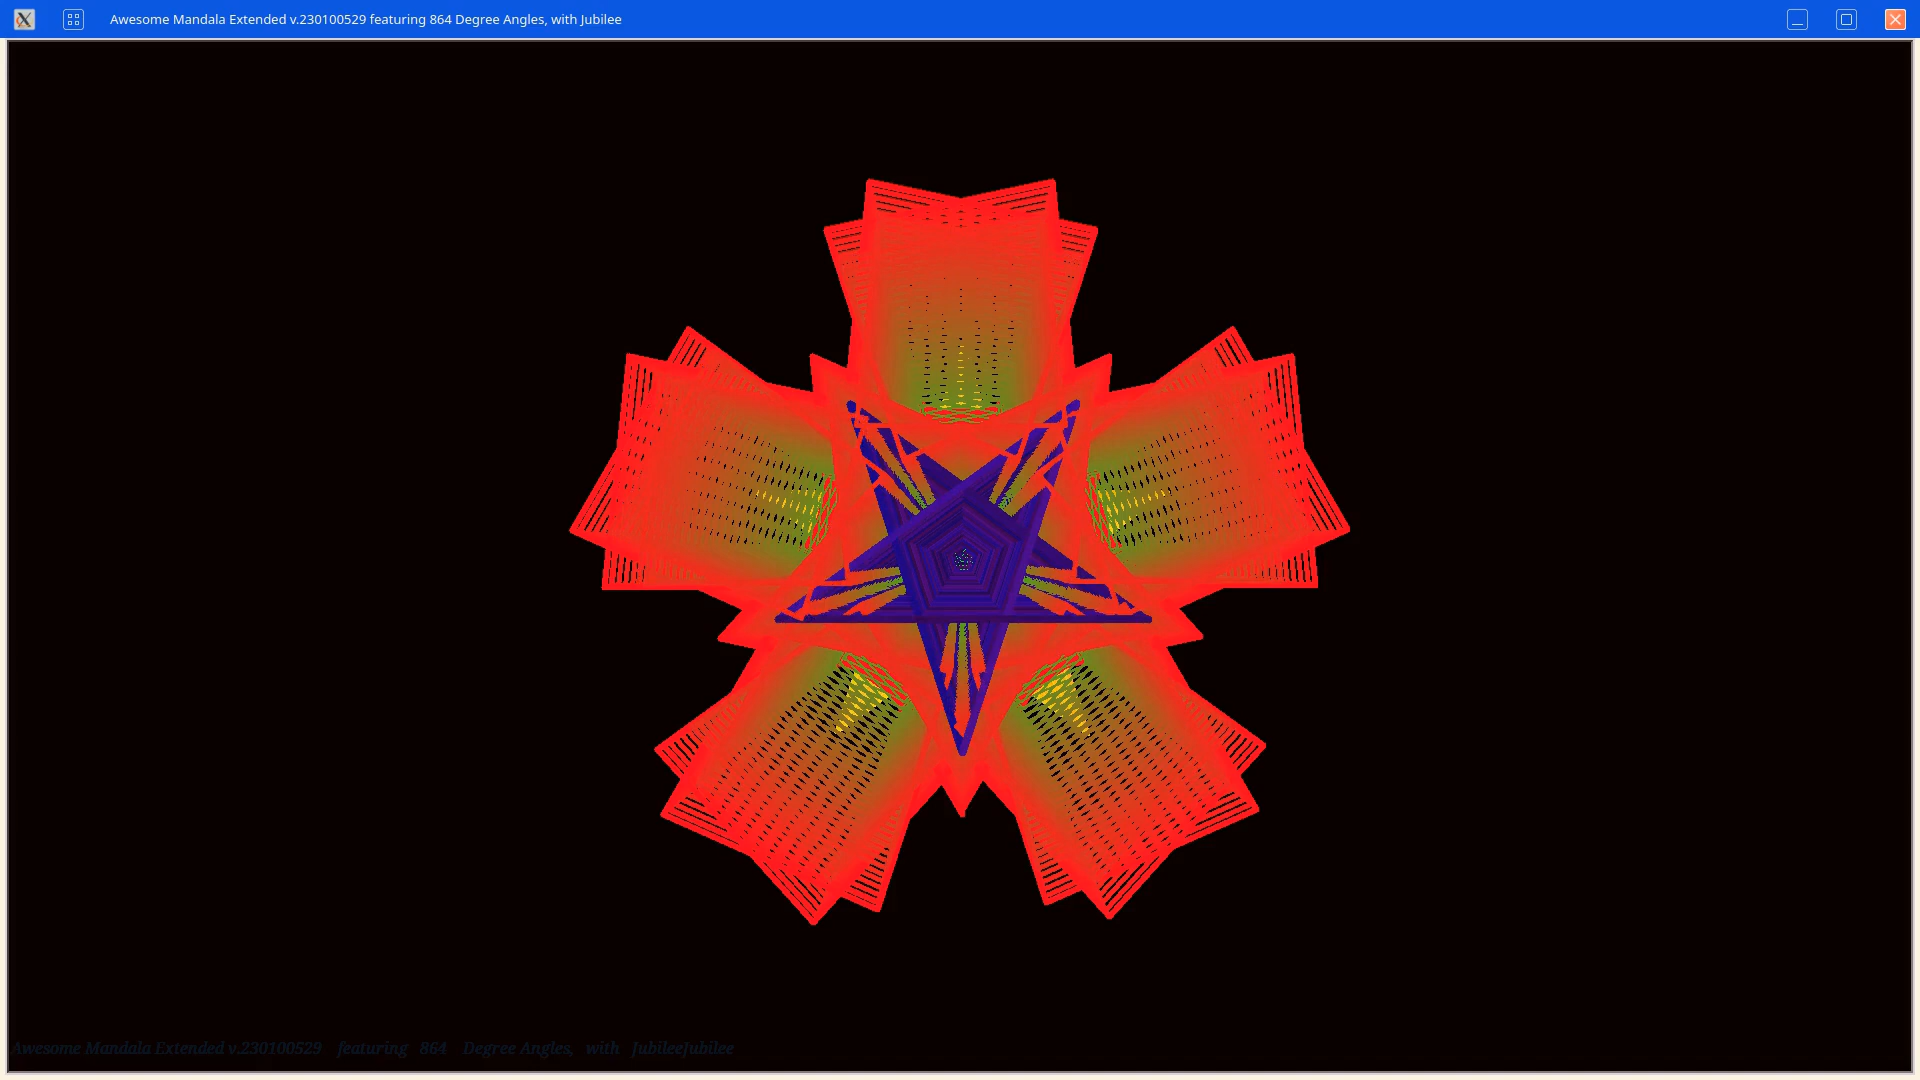 Awesome Mandala Extended v.230100529 featuring 864 Degree Angles, with Jubilee
Awesome Mandala Extended v.230100529 featuring 864 Degree Angles, with JubileeJubilee